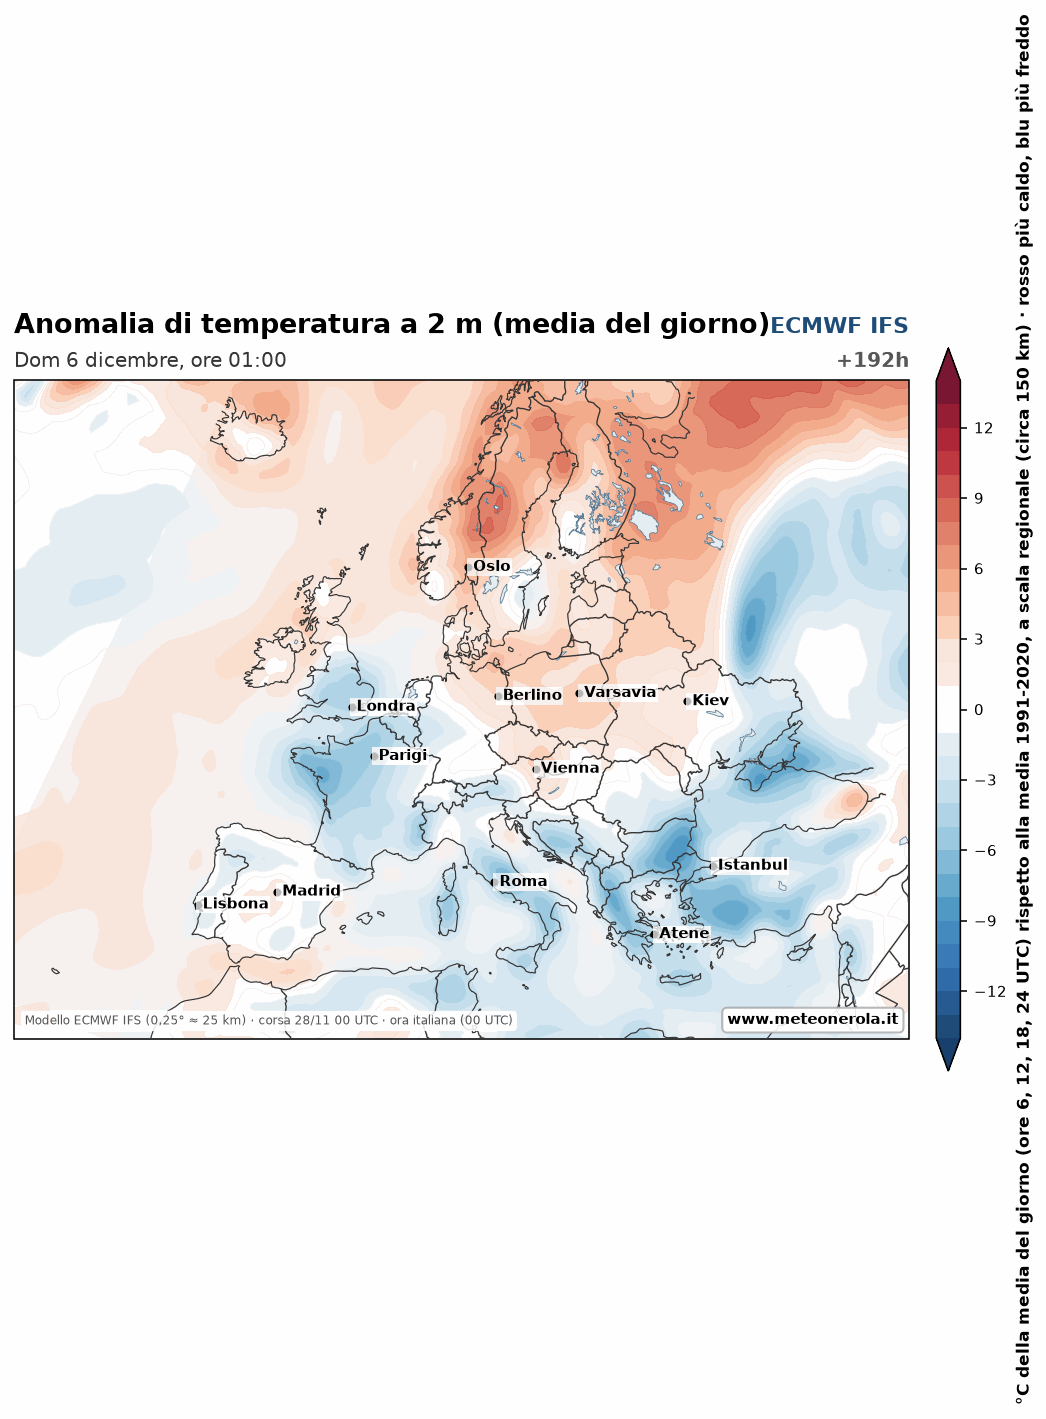 Anomalia di temperatura a 2 m (media del giorno)
ECMWF IFS
Dom 6 dicembre, ore 01:00
+192h
Oslo
Berlino
Varsavia
Kiev
Londra
Parigi
Vienna
Istanbul
Roma
Madrid
Lisbona
Atene
Modello ECMWF IFS (0,25° ≈ 25 km) · corsa 28/11 00 UTC · ora italiana (00 UTC)
www.meteonerola.it
12
9
6
3
0
−3
−6
−9
−12
°C della media del giorno (ore 6, 12, 18, 24 UTC) rispetto alla media 1991-2020, a scala regionale (circa 150 km) · rosso più caldo, blu più freddo